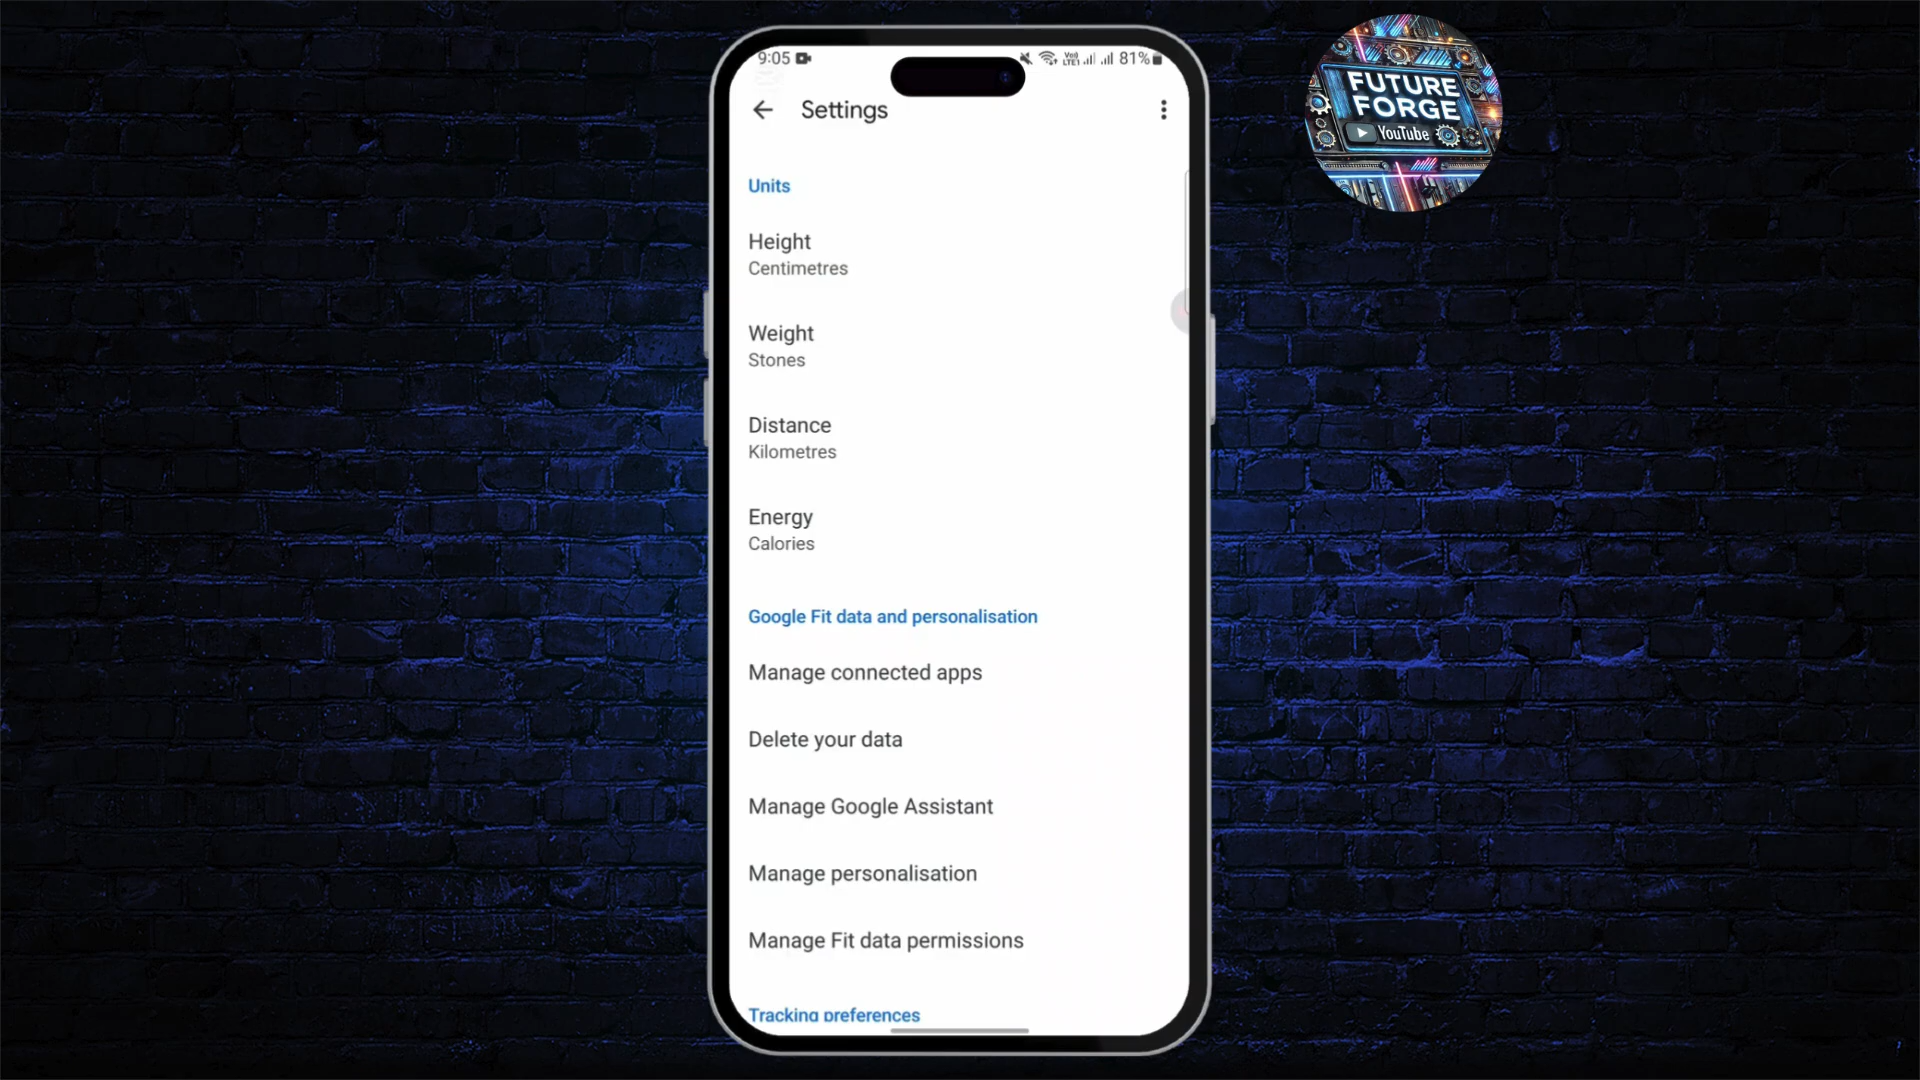 9:05
VoI)
LTE1
81%
FUTURE
FORGE
YouTube
Settings
Units
Height
Centimetres
Weight
Stones
Distance
Kilometres
Energy
Calories
Google Fit data and personalisation
Manage connected apps
Delete your data
Manage Google Assistant
Manage personalisation
Manage Fit data permissions
Tracking preferences